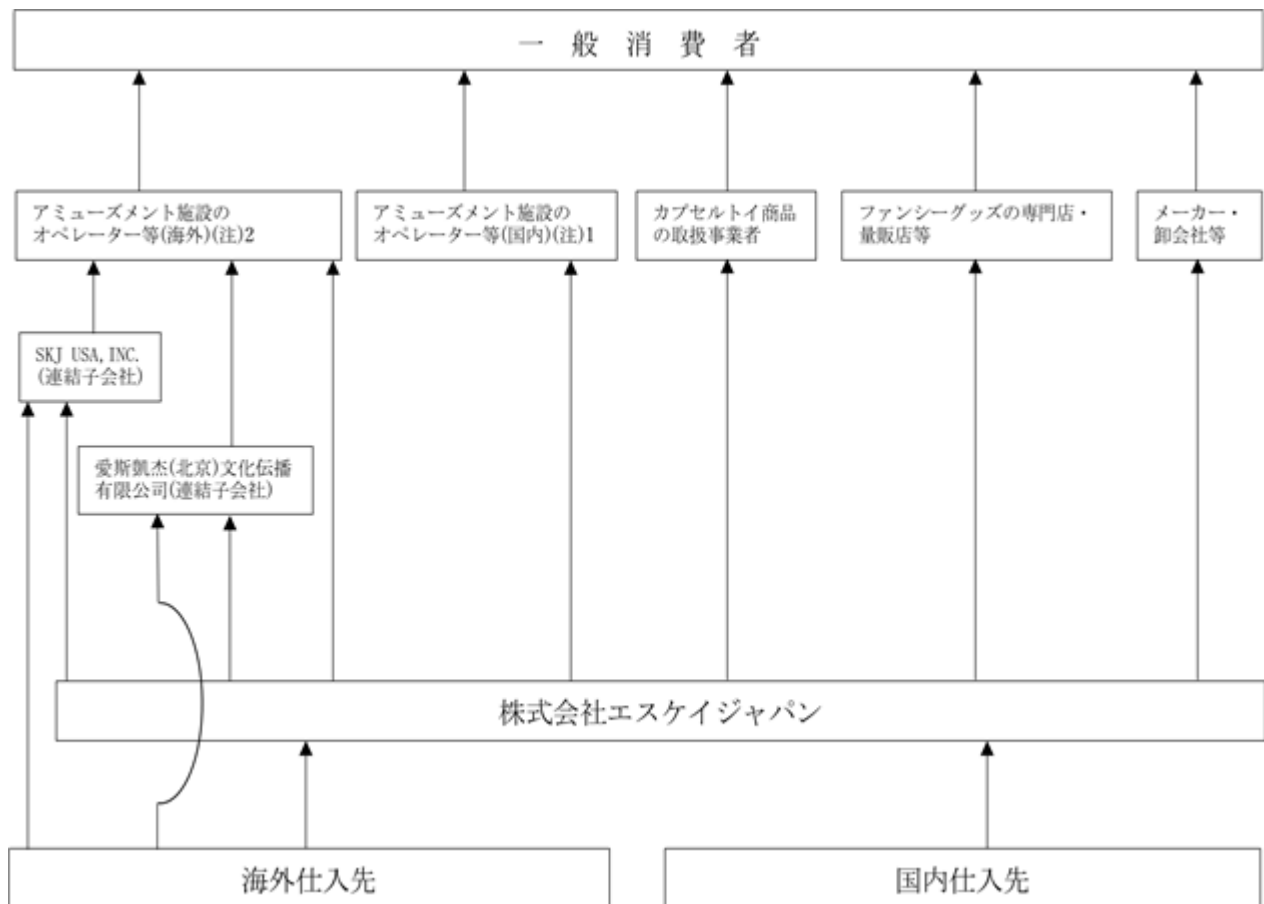 一般消費者
アミューズメント施設の
オペレーター等(海外)(注)2
アミューズメント施設の
オペレーター等(国内)(注)1
カプセルトイ商品
の取扱事業者
ファンシーグッズの専門店・
量販店等
メーカー・
卸会社等
SKJ USA,INC.
(連結子会社)
愛斯凱杰(北京)文化伝播
有限公司(連結子会社)
株式会社エスケイジャパン
海外仕入先
国内仕入先